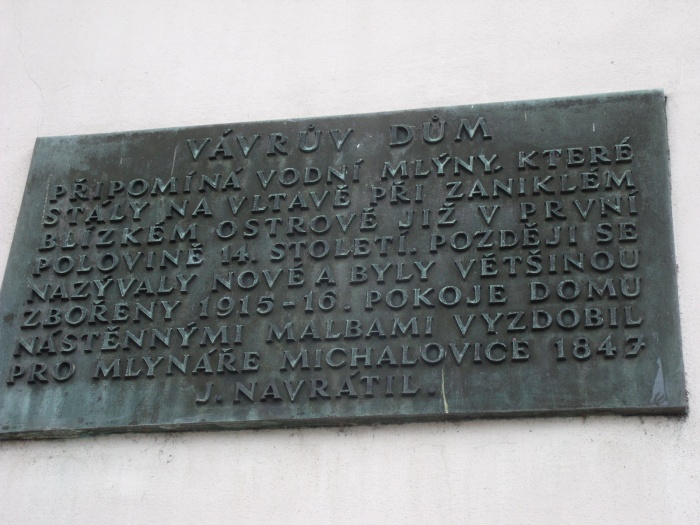 VÁVRŮV DŮM
PŘIPOMÍNÁ VODNÍ MLÝNY, KTERÉ
STÁLY NA VLTAVĚ PŘI ZANIKLÉM
BLÍZKÉM OSTROVĚ JIŽ V PRVNÍ
POLOVINĚ 14. STOLETÍ. POZDĚJI SE
NAZÝVALY NOVÉ A BYLY VĚTŠINOU
ZBOŘENY 1915-16. POKOJE DOMU
NÁSTĚNNÝMI MALBAMI VYZDOBIL
PRO MLYNÁŘE MICHALOVICE 1847
J. NAVRÁTIL.